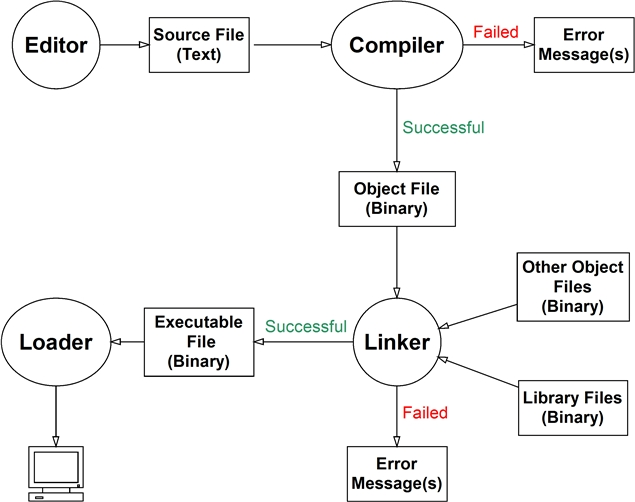 Editor
Source File
(Text)
Compiler
Failed
Error
Message(s)
Successful
Object File
(Binary)
Other Object
Files
(Binary)
Loader
Executable
File
(Binary)
Successful
Linker
Library Files
(Binary)
Failed
Error
Message(s)